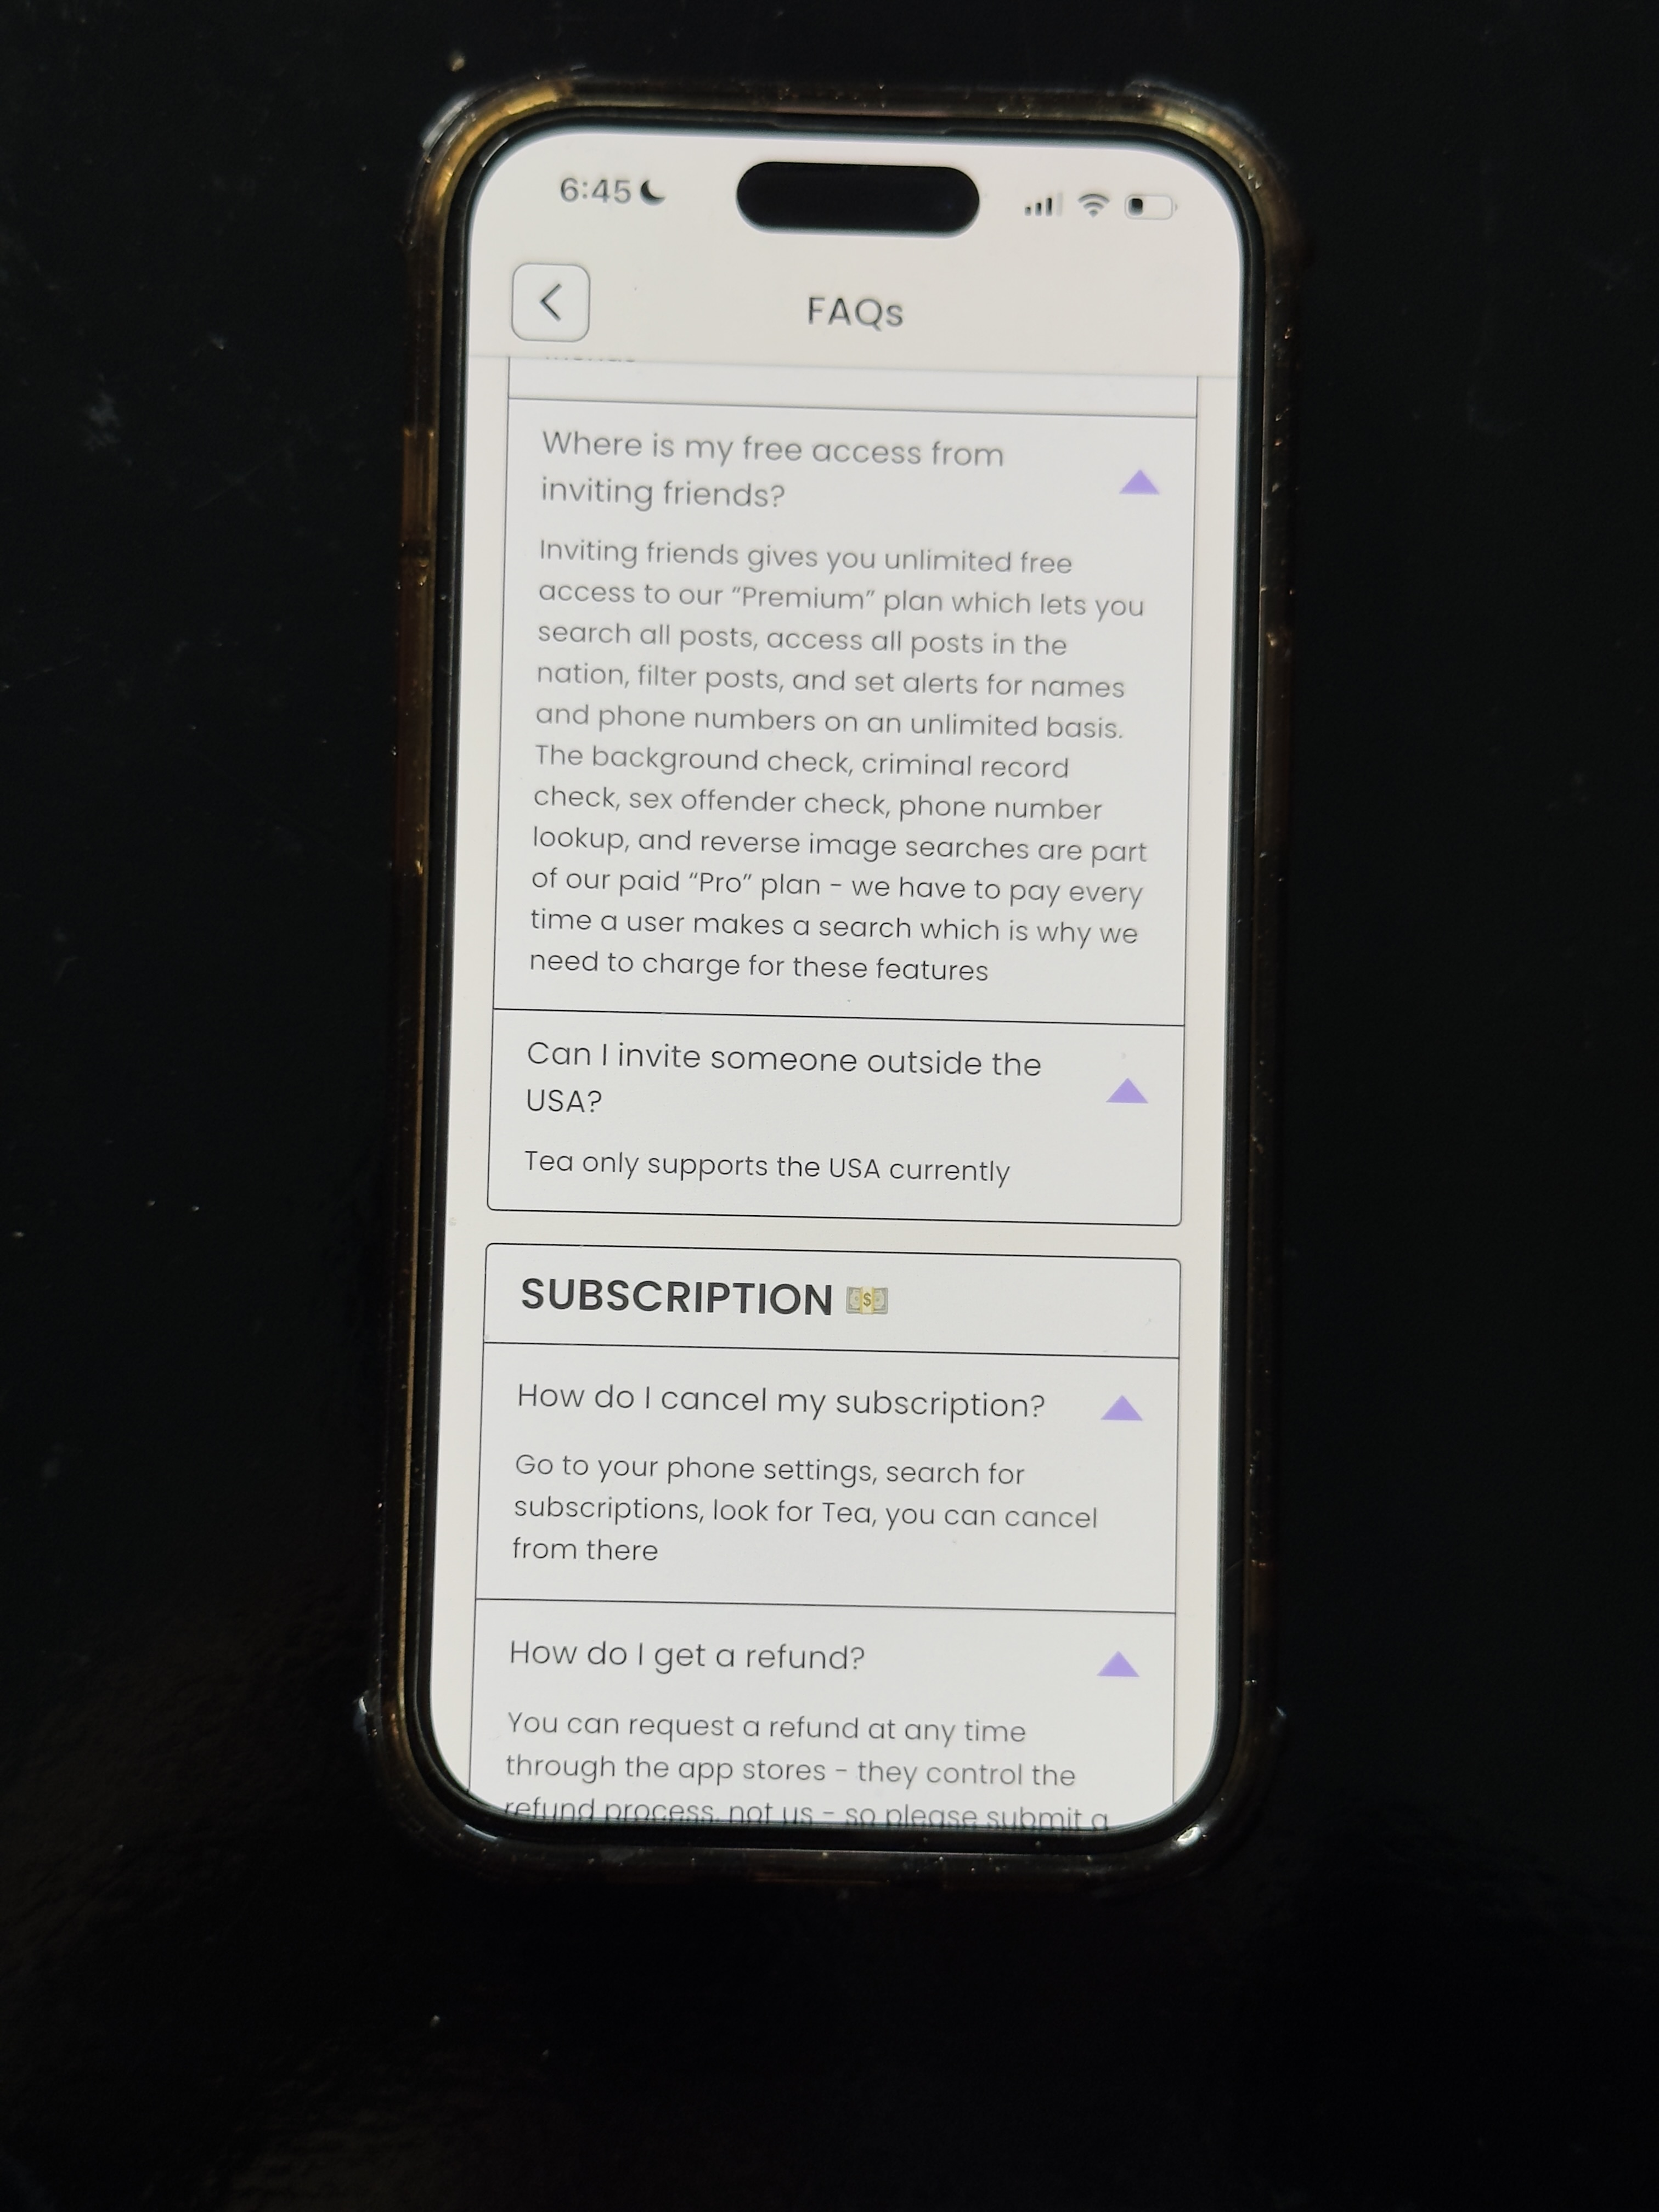 6:45
FAQs
Where is my free access from
inviting friends?
Inviting friends gives you unlimited free
access to our “Premium” plan which lets you
search all posts, access all posts in the
nation, filter posts, and set alerts for names
and phone numbers on an unlimited basis.
The background check, criminal record
check, sex offender check, phone number
lookup, and reverse image searches are part
of our paid “Pro” plan - we have to pay every
time a user makes a search which is why we
need to charge for these features
Can I invite someone outside the
USA?
Tea only supports the USA currently
SUBSCRIPTION 💵
How do I cancel my subscription?
Go to your phone settings, search for
subscriptions, look for Tea, you can cancel
from there
How do I get a refund?
You can request a refund at any time
through the app stores - they control the
refund process, not us - so please submit a